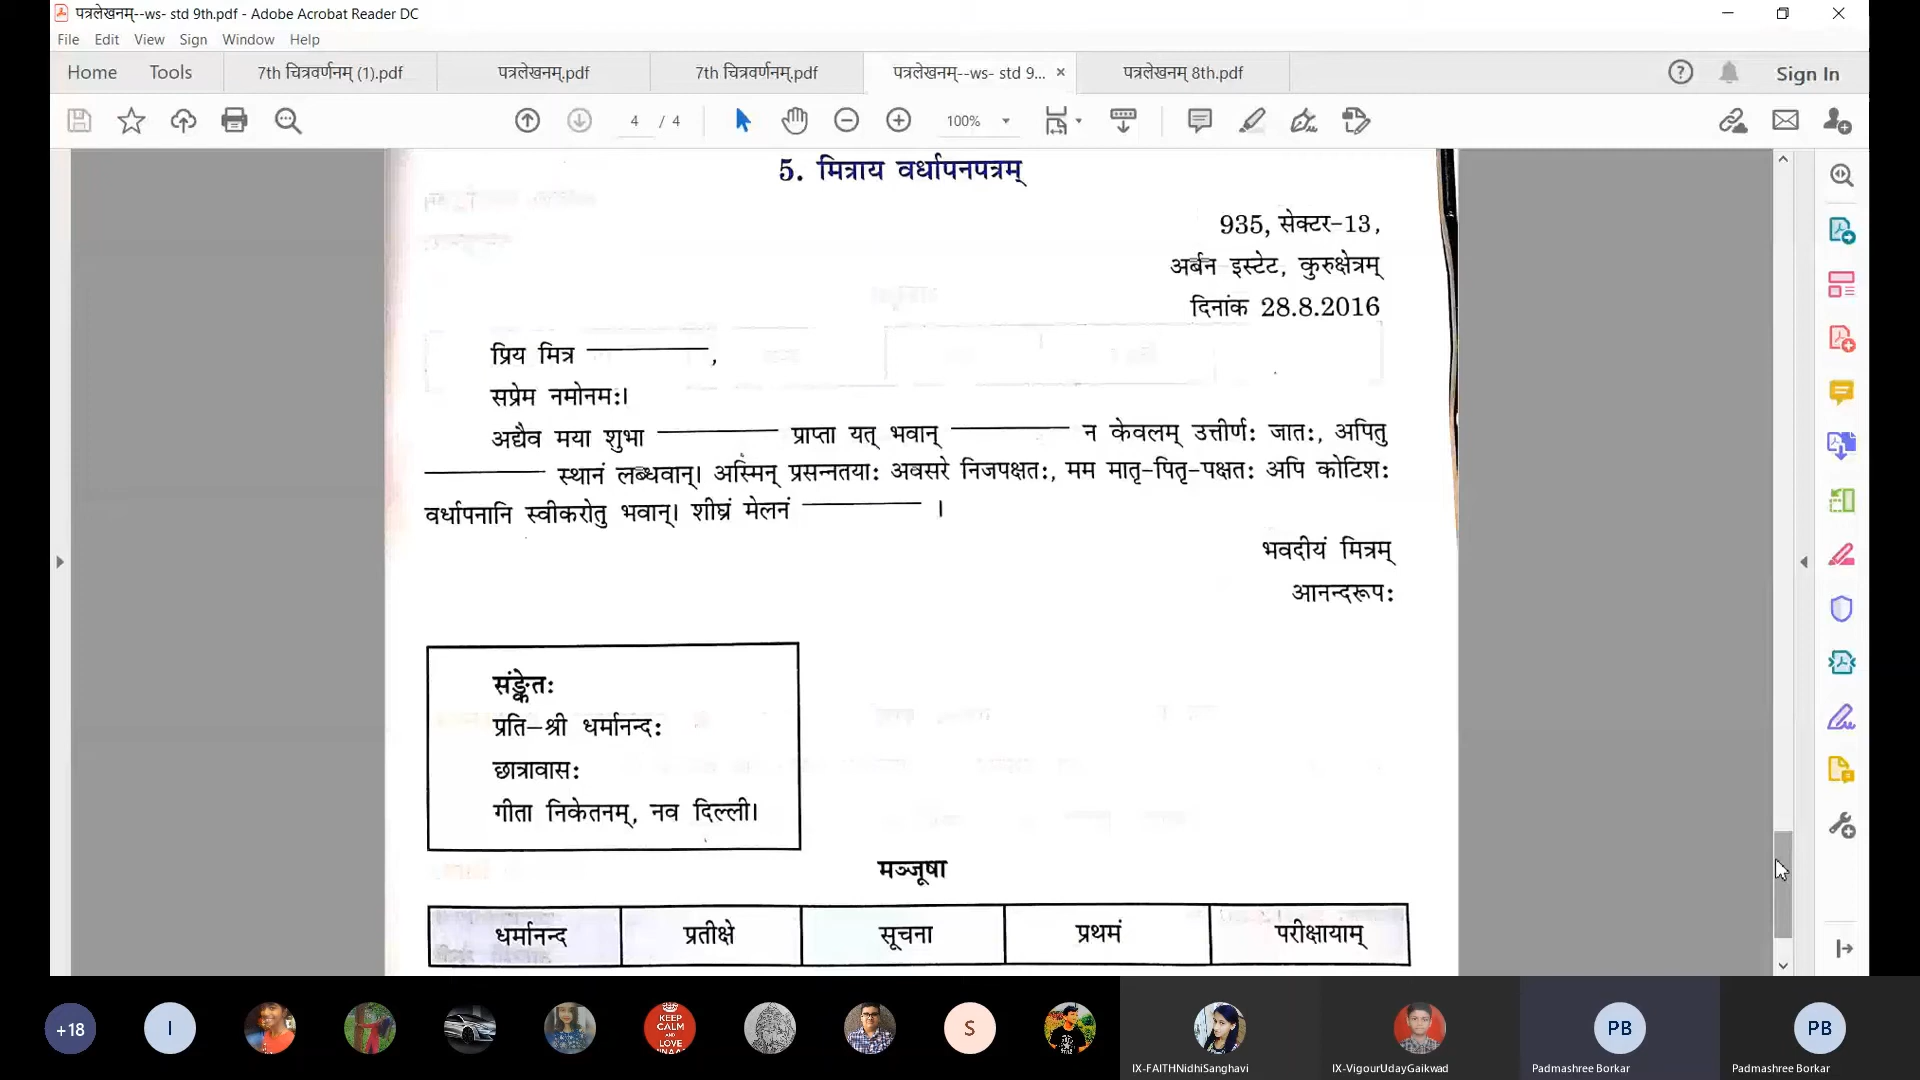 पत्रलेखनम्--ws- std 9th.pdf - Adobe Acrobat Reader DC
File Edit View Sign Window Help
Home Tools 7th चित्रवर्णनम् (1).pdf पत्रलेखनम्.pdf 7th चित्रवर्णनम्.pdf पत्रलेखनम्--ws- std 9... × पत्रलेखनम् 8th.pdf Sign In
4 / 4 100%
5. मित्राय वर्धापनपत्रम्
935, सेक्टर-13,
अर्बन इस्टेट, कुरुक्षेत्रम्
दिनांक 28.8.2016
प्रिय मित्र ————,
सप्रेम नमोनमः।
अद्यैव मया शुभा ———— प्राप्ता यत् भवान् ———— न केवलम् उत्तीर्णः जातः, अपितु
———— स्थानं लब्धवान्। अस्मिन् प्रसन्नतयाः अवसरे निजपक्षतः, मम मातृ-पितृ-पक्षतः अपि कोटिशः
वर्धापनानि स्वीकरोतु भवान्। शीघ्रं मेलनं ———— ।
भवदीयं मित्रम्
आनन्दरूपः
संङ्केतः
प्रति–श्री धर्मानन्दः
छात्रावासः
गीता निकेतनम्, नव दिल्ली।
मञ्जूषा
धर्मानन्द प्रतीक्षे सूचना प्रथमं परीक्षायाम्
+18 I S PB PB
KEEP
CALM
AND
LOVE
IX-FAITHNidhiSanghavi IX-VigourUdayGaikwad Padmashree Borkar Padmashree Borkar